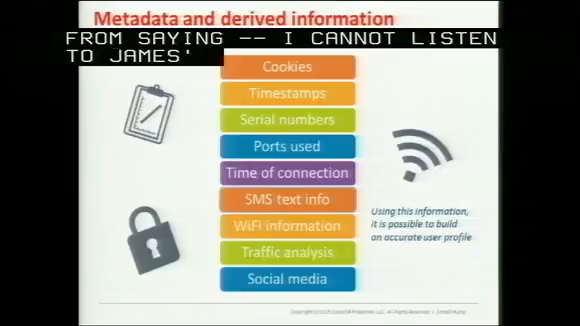 Metadata and derived information
FROM SAYING -- I CANNOT LISTEN
TO JAMES'
Cookies
Timestamps
Serial numbers
Ports used
Time of connection
SMS text info
WiFi information
Traffic analysis
Social media
Using this information,
it is possible to build
an accurate user profile